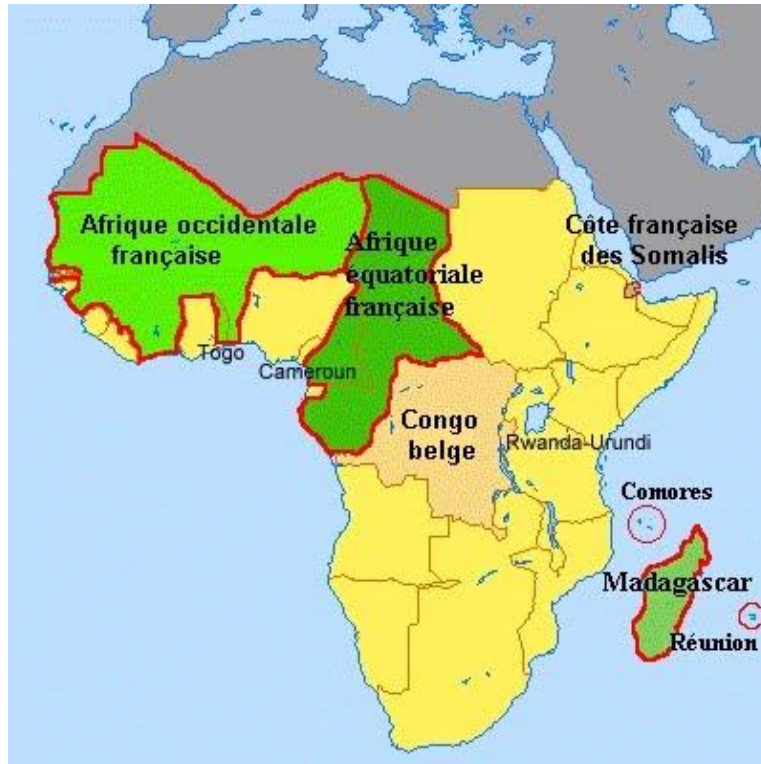 Afrique occidentale
française
Afrique
équatoriale
française
Côte française
des Somalis
Togo
Cameroun
Congo
belge
Rwanda-Urundi
Comores
Madagascar
Réunion